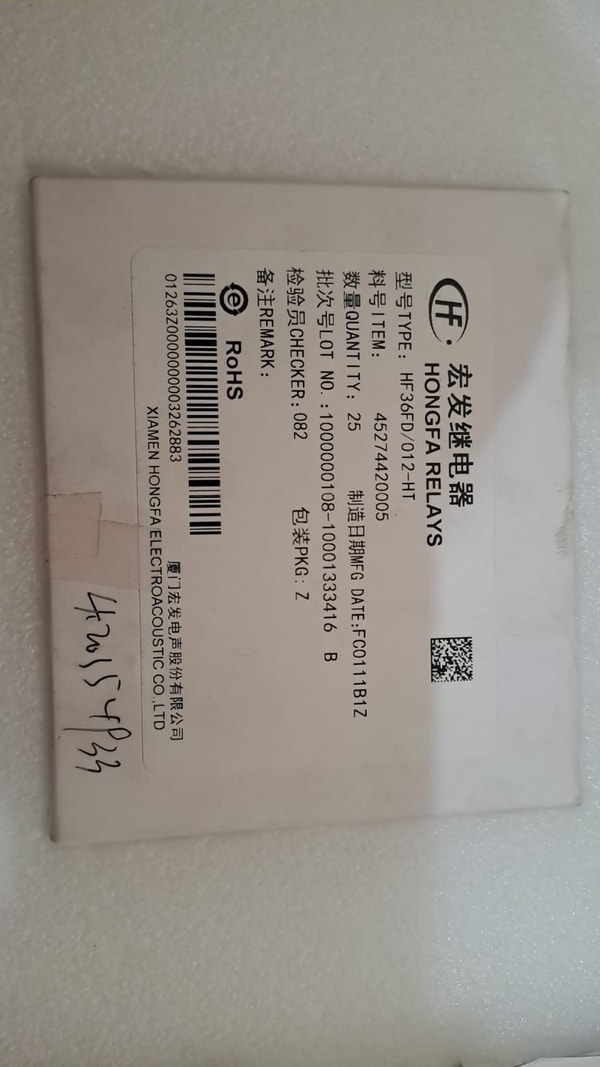 HF
宏发继电器
HONGFA RELAYS
型号TYPE: HF36FD/012-HT
料号ITEM: 45274420005
数量QUANTITY: 25 制造日期MFG DATE:FC0111B1Z
批次号LOT NO.:1000000108-10001333416 B
检验员CHECKER:082 包装PKG: Z
备注REMARK:
e RoHS
01263Z00000000003262883
厦门宏发电声股份有限公司
XIAMEN HONGFA ELECTROACOUSTIC CO.,LTD